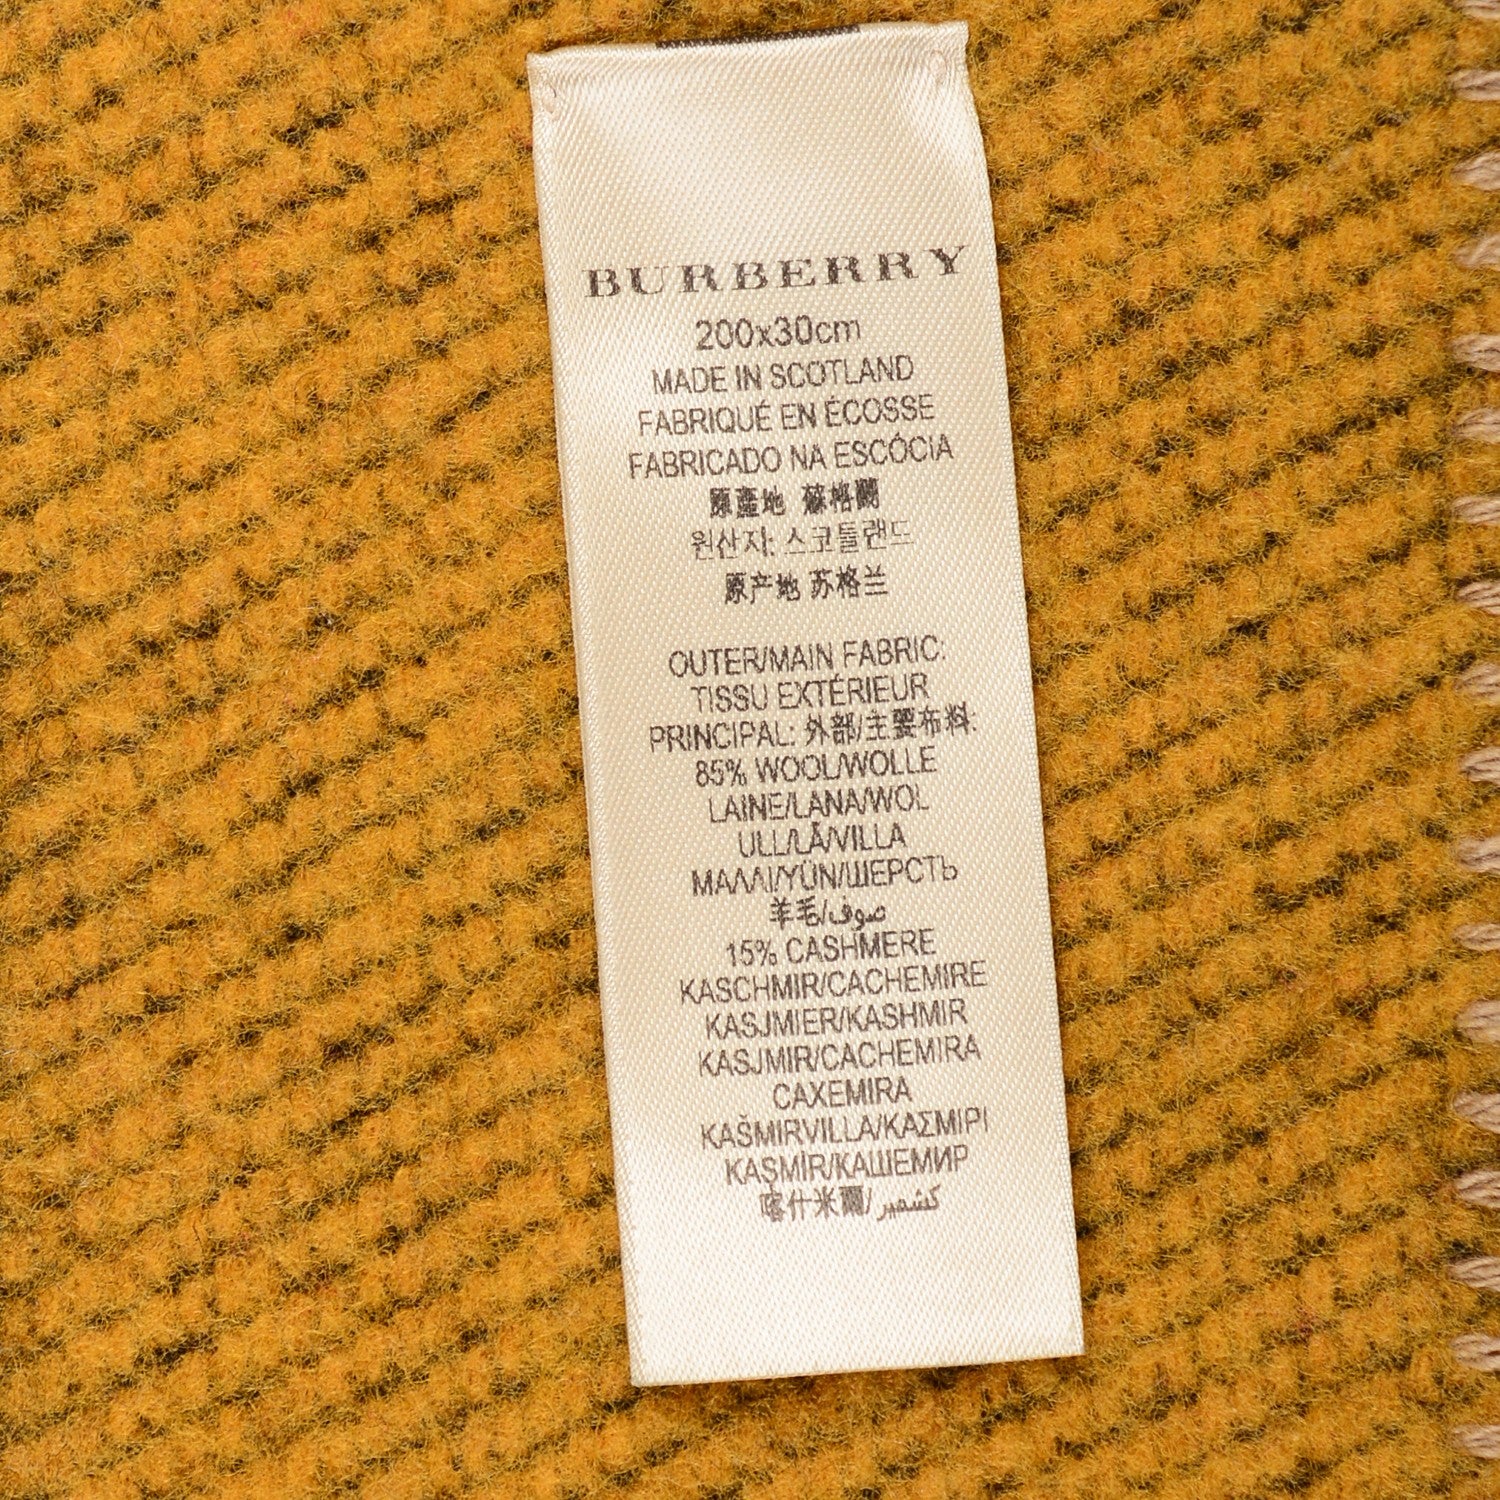 BURBERRY
200x30cm
MADE IN SCOTLAND
FABRIQUÉ EN ÉCOSSE
FABRICADO NA ESCÓCIA
原產地 蘇格蘭
원산지: 스코틀랜드
原产地 苏格兰
OUTER/MAIN FABRIC:
TISSU EXTÉRIEUR
PRINCIPAL: 外部/主要布料:
85% WOOL/WOLLE
LAINE/LANA/WOL
ULL/LÃ/VILLA
ΜΑΛΛΙ/YÜN/ШЕРСТЬ
羊毛/صوف
15% CASHMERE
KASCHMIR/CACHEMIRE
KASJMIER/KASHMIR
KASJMIR/CACHEMIRA
CAXEMIRA
KAŠMIRVILLA/ΚΑΣΜΙΡΙ
KAŞMİR/КАШЕМИР
喀什米爾/كشمير